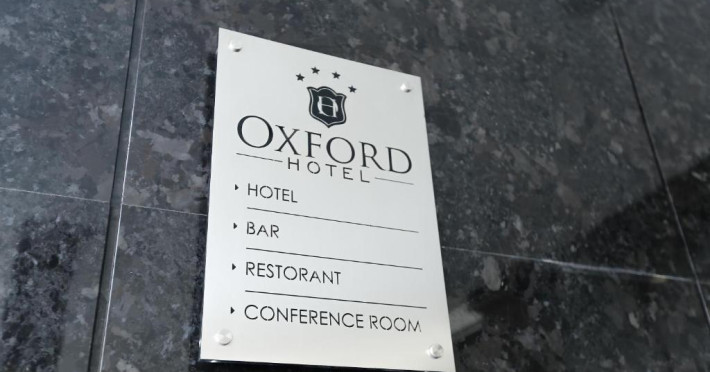 OXFORD
HOTEL
HOTEL
BAR
RESTORANT
CONFERENCE ROOM